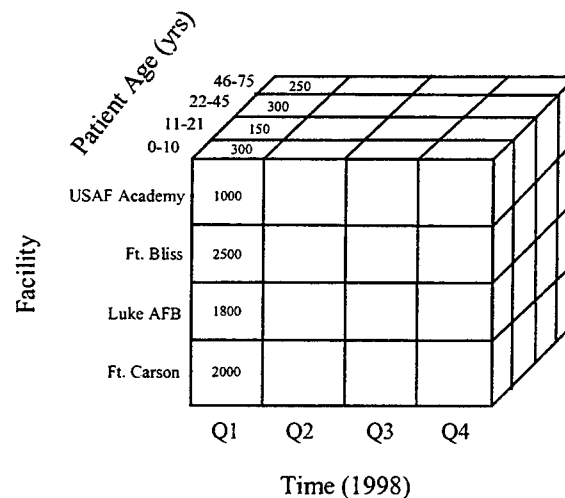 Patient Age (yrs)
46-75 250
22-45 300
11-21 150
0-10 300
USAF Academy 1000
Ft. Bliss 2500
Luke AFB 1800
Ft. Carson 2000
Facility
Q1 Q2 Q3 Q4
Time (1998)